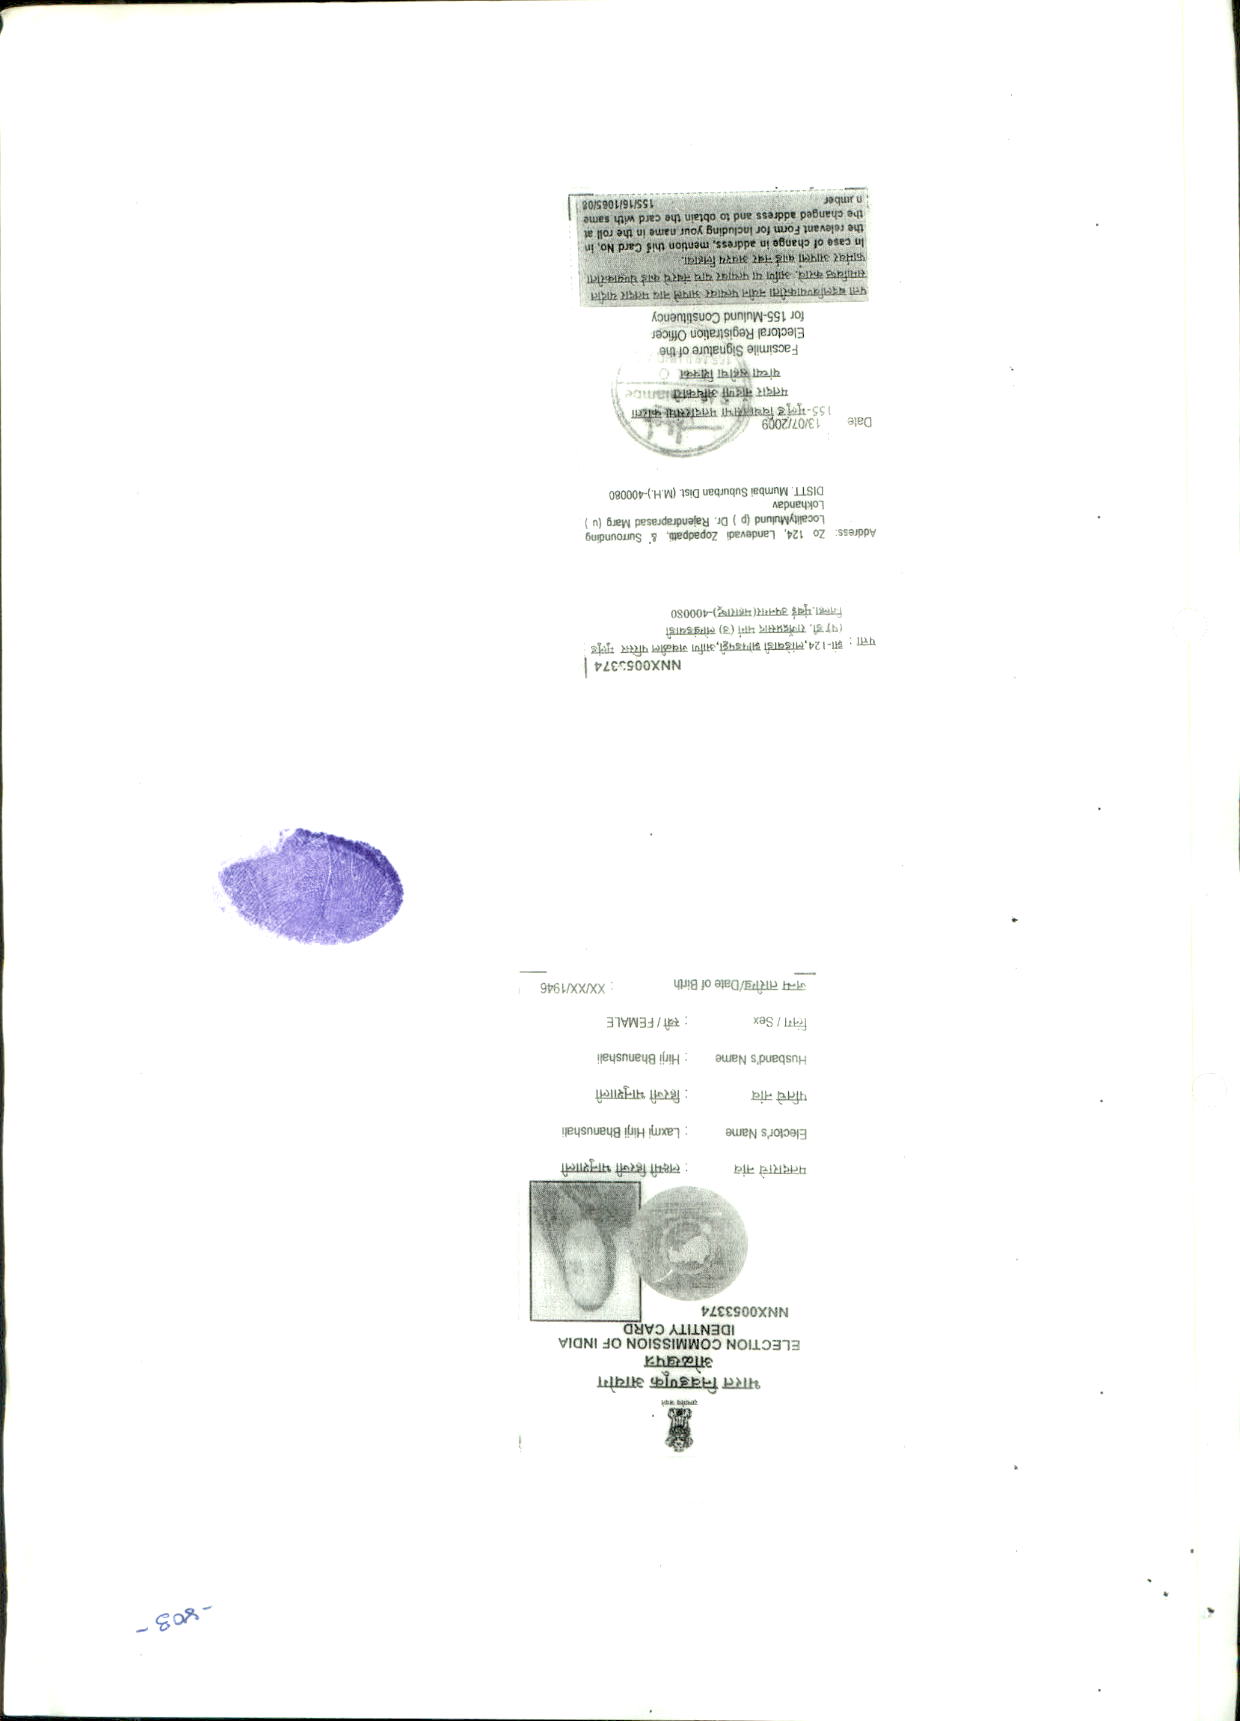 -803-
सत्यमेव जयते
भारत निवडणूक आयोग
ओळखपत्र
ELECTION COMMISSION OF INDIA
IDENTITY CARD
NNX0053374
मतदाराचे नांव : लक्ष्मी हिरजी भानुशाली
Elector's Name : Laxmi Hirji Bhanushali
पतिचे नांव : हिरजी भानुशाली
Husband's Name : Hirji Bhanushali
लिंग / Sex : स्त्री / FEMALE
जन्म तारीख/Date of Birth : XX/XX/1946
NNX0053374
पत्ता : झो-124,लांडेवाडी झोपडपट्टी,आणि जवळील परिसर मुलुंड
(प) डॉ. राजेंद्रप्रसाद मार्ग (उ) लोखंडवाडी
जिल्हा.मुंबई उपनगर(महाराष्ट्र)-400080
Address: Zo 124, Landevadi Zopadpatti, & Surrounding
LocalityMulund (p ) Dr. Rajendraprasad Marg (u )
Lokhandav
DISTT. Mumbai Suburban Dist. (M.H.)-400080
Date 13/07/2009
155-मुलुंड विधानसभा मतदारसंघा करिता
मतदार नोंदणी अधिकारी
यांच्या सहीचा शिक्का
Facsimile Signature of the
Electoral Registration Officer
for 155-Mulund Constituency
पत्ता बदलविण्याकरीता नवीन पत्यावर आपले नाव मतदार यादीत
समाविष्ठ करावे. आणि या पत्यावर याच नंबरचे कार्ड घेण्याकरीता
फॉर्मवर आपला कार्ड नंबर अवश्य लिहावा.
In case of change in address, mention this Card No. in
the relevant Form for including your name in the roll at
the changed address and to obtain the card with same
number 155/16/1065/08